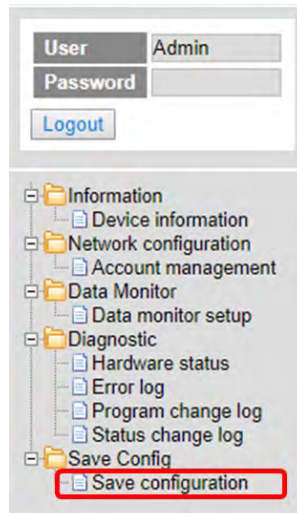 User Admin
Password
Logout
Information
Device information
Network configuration
Account management
Data Monitor
Data monitor setup
Diagnostic
Hardware status
Error log
Program change log
Status change log
Save Config
Save configuration